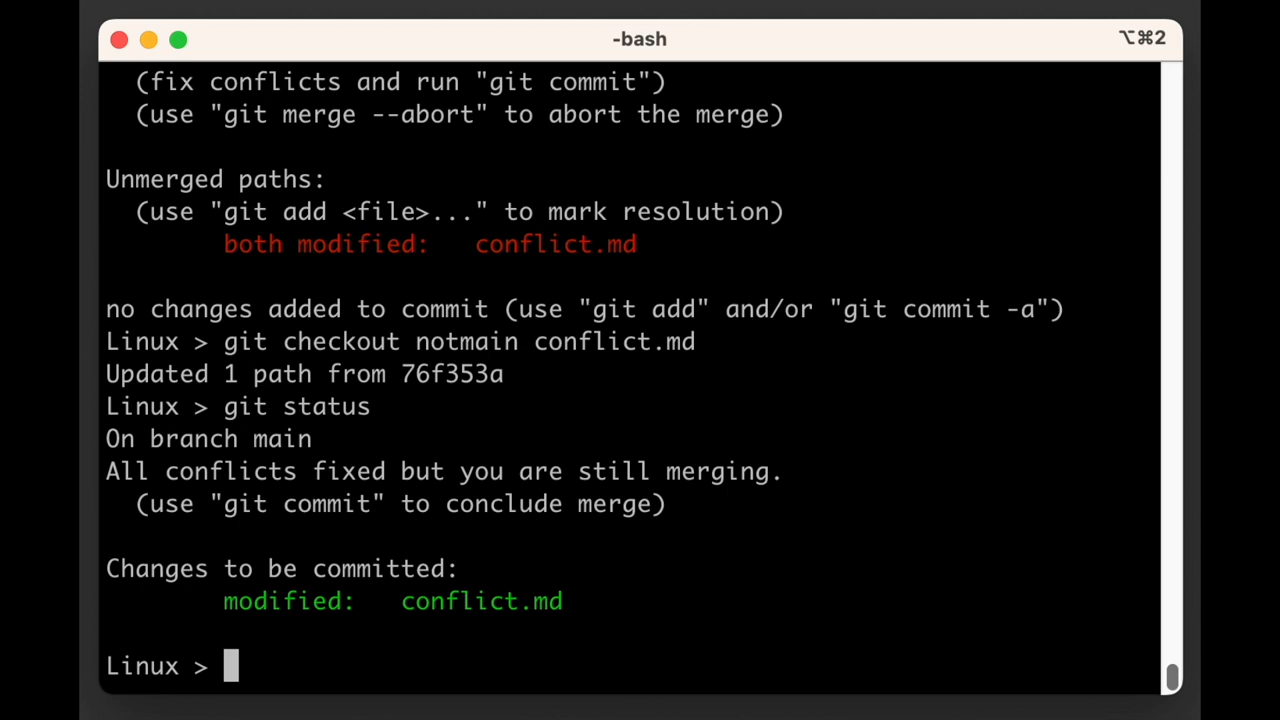 -bash
⌥⌘2
(fix conflicts and run "git commit")
(use "git merge --abort" to abort the merge)
Unmerged paths:
(use "git add <file>..." to mark resolution)
both modified:   conflict.md
no changes added to commit (use "git add" and/or "git commit -a")
Linux > git checkout notmain conflict.md
Updated 1 path from 76f353a
Linux > git status
On branch main
All conflicts fixed but you are still merging.
(use "git commit" to conclude merge)
Changes to be committed:
modified:   conflict.md
Linux >